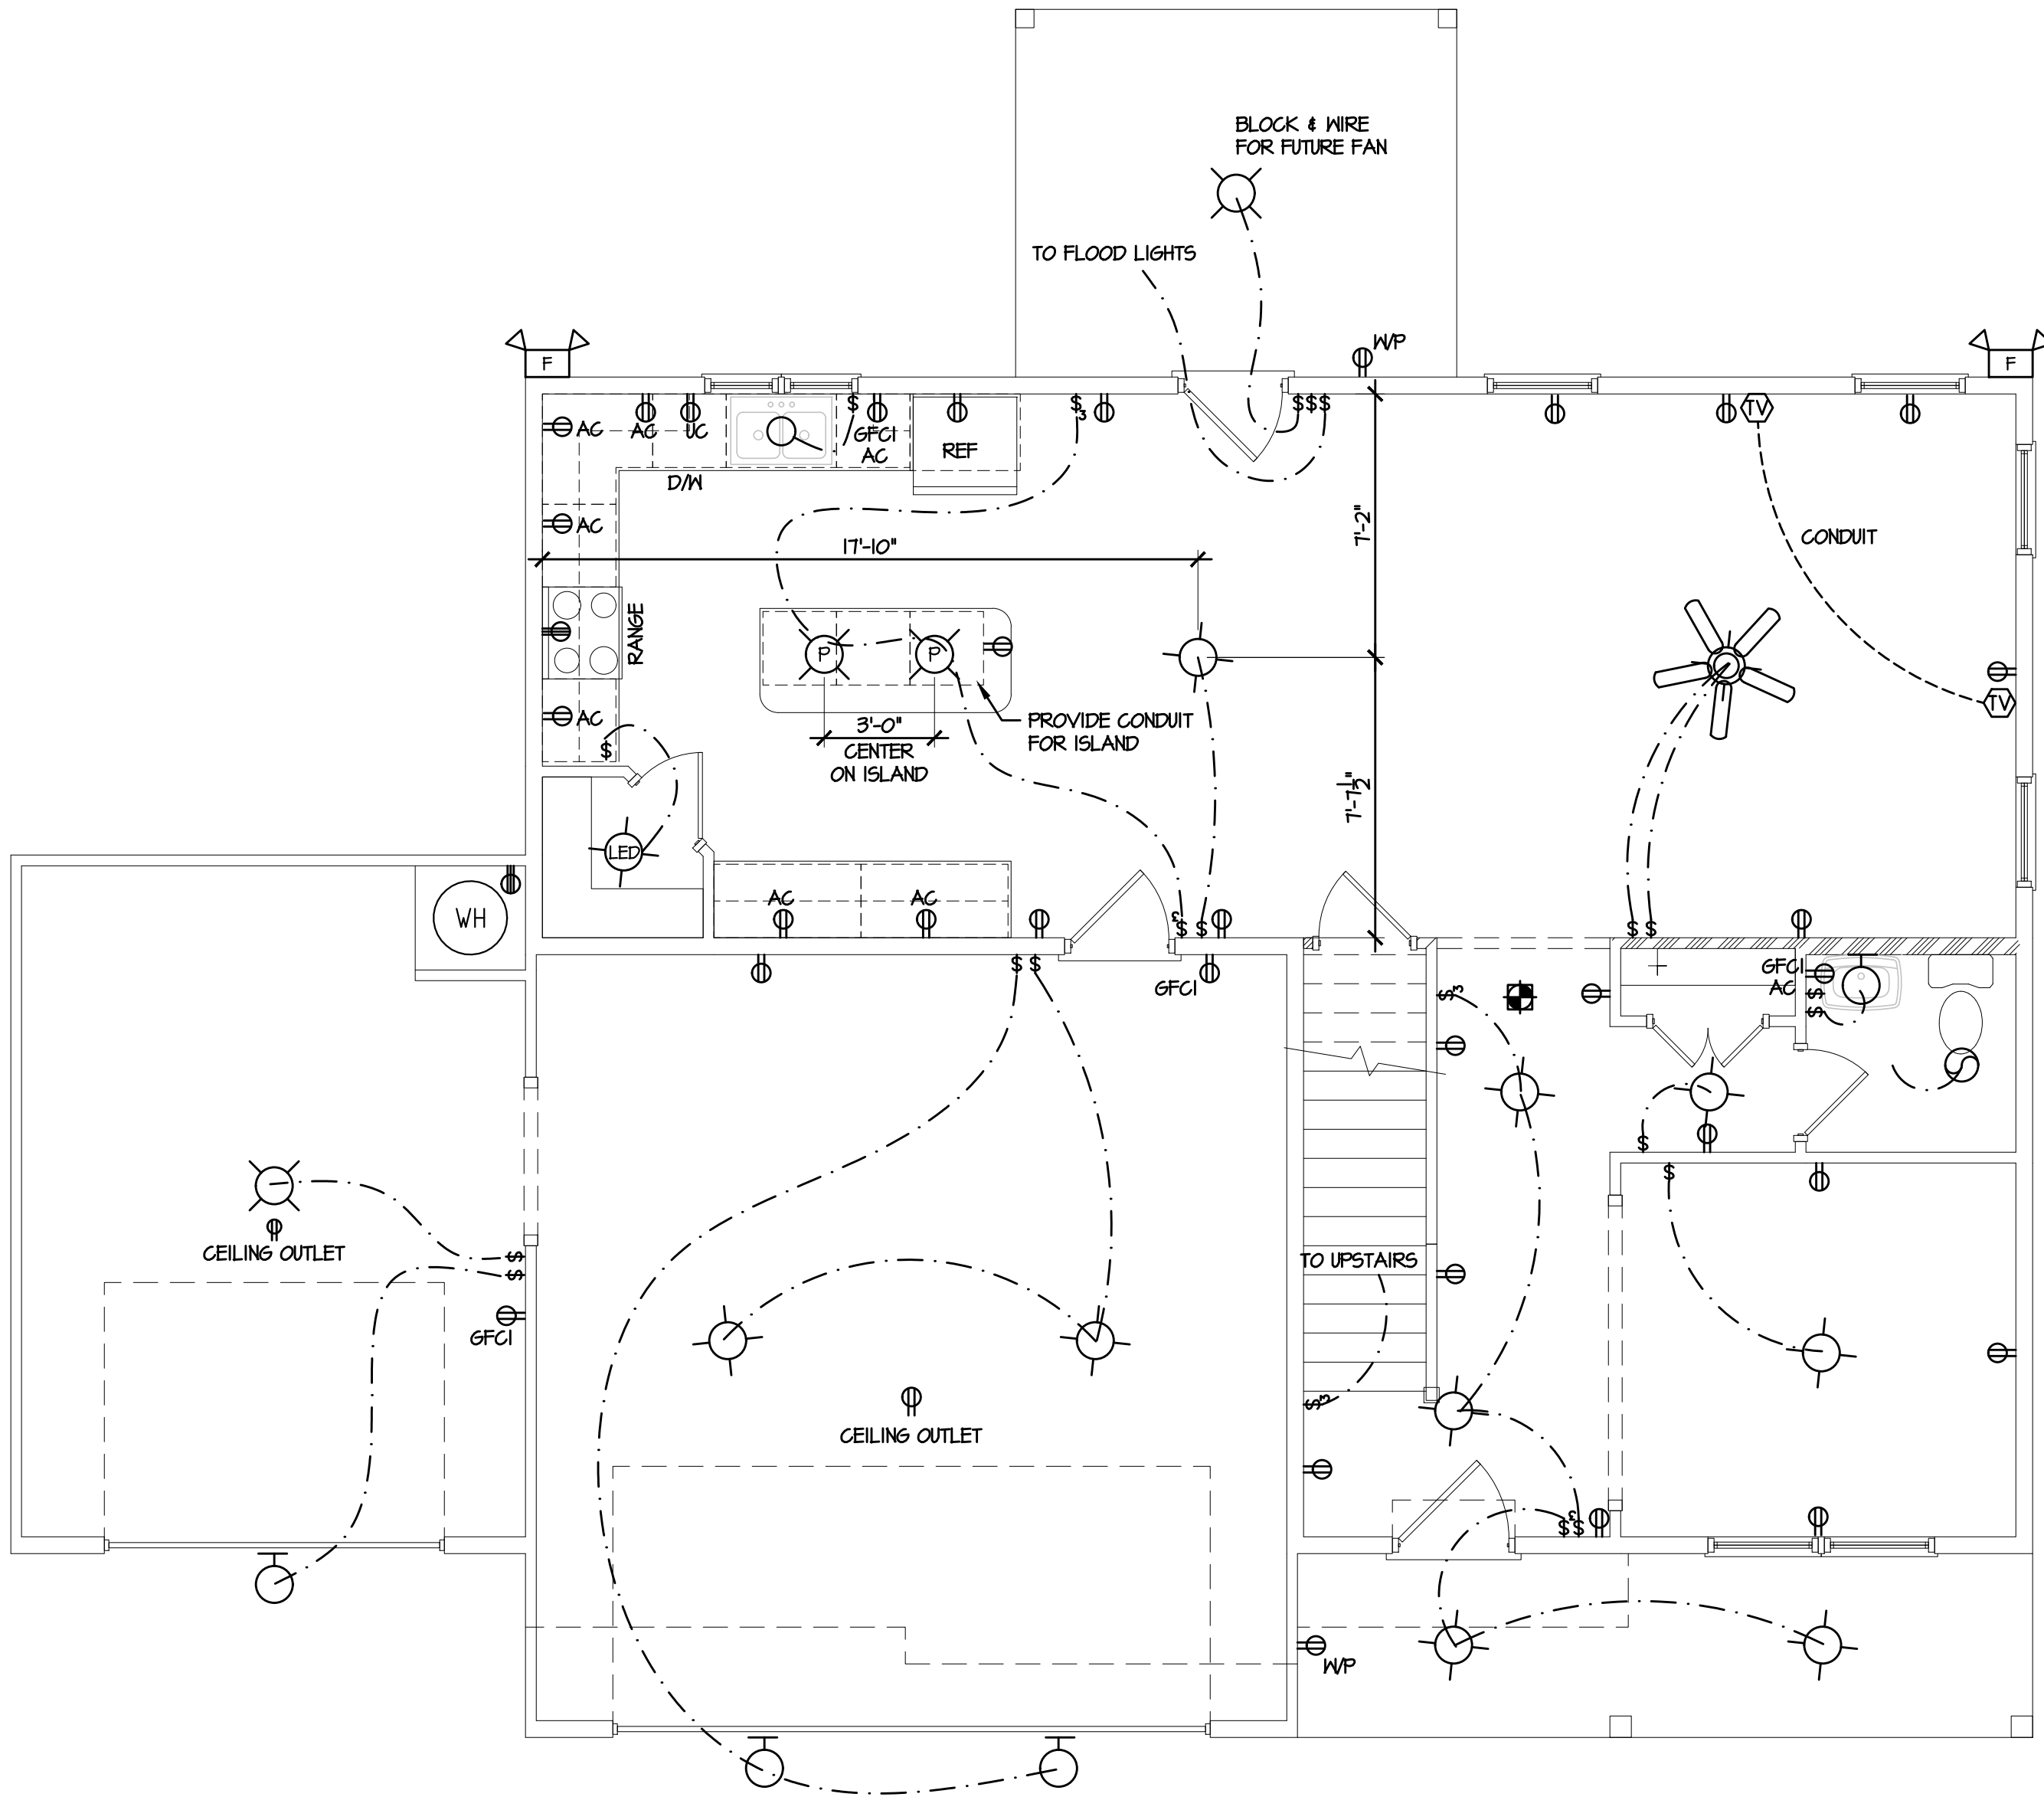 BLOCK & WIRE
FOR FUTURE FAN
TO FLOOD LIGHTS
W/P
F
F
$
$3
$$$
TV
AC
AC
UC
GFCI
AC
REF
D/W
AC
17'-10"
7'-2"
CONDUIT
RANGE
P
P
TV
AC
3'-0"
CENTER
ON ISLAND
PROVIDE CONDUIT
FOR ISLAND
$
7'-7½"
LED
AC
AC
WH
$3
$
$
$
$
$
GFCI
GFCI
AC
$3
$
$
$
$
CEILING OUTLET
$
$
TO UPSTAIRS
GFCI
$3
CEILING OUTLET
$3
$
W/P